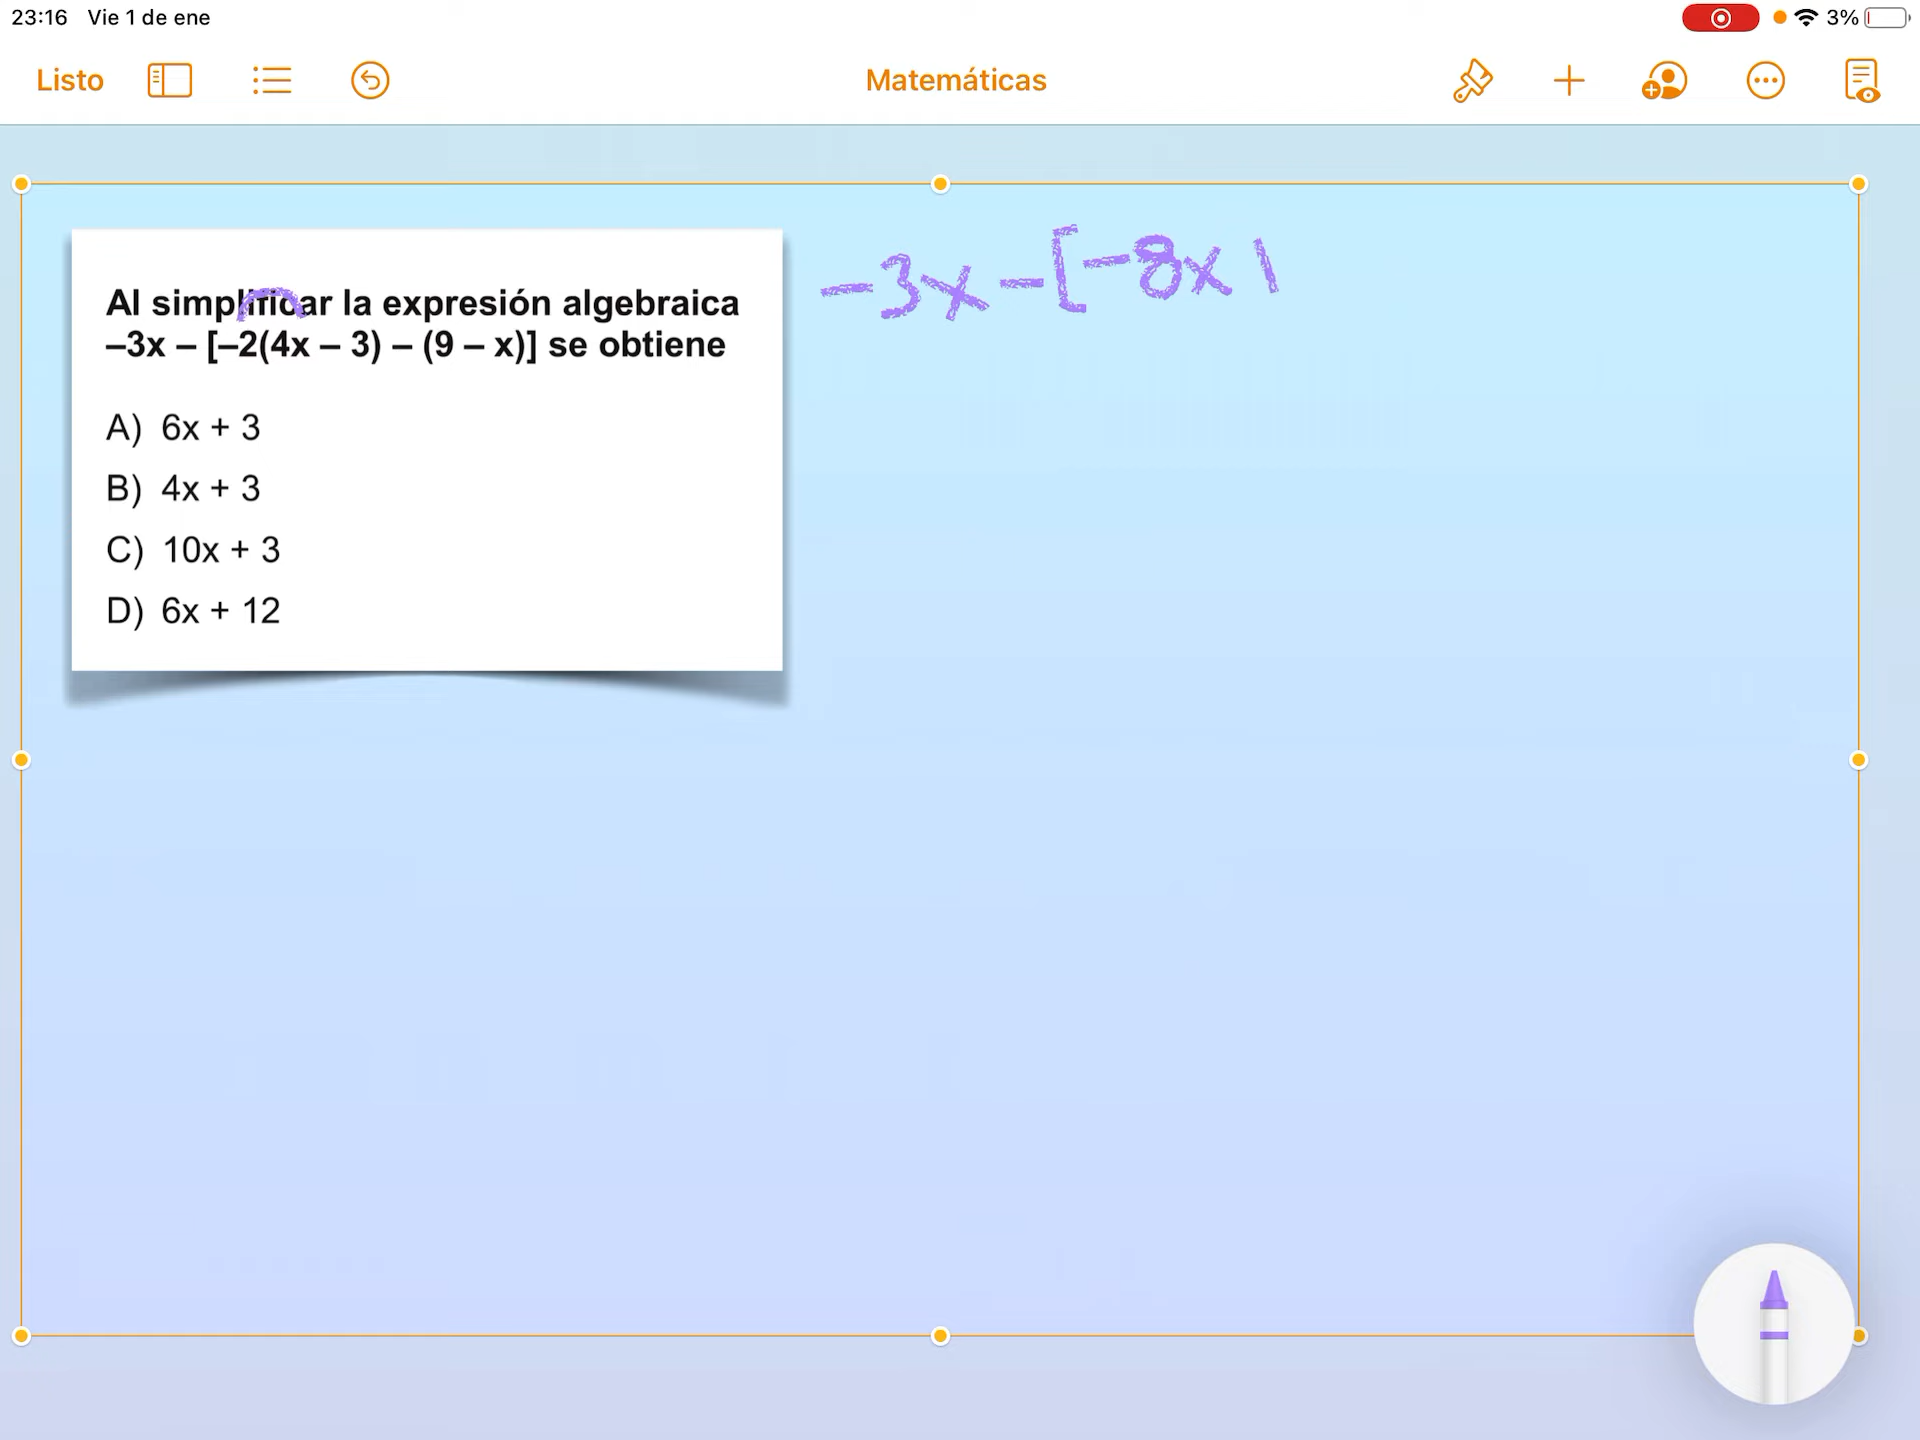 23:16 Vie 1 de ene 3%
Listo Matemáticas
Al simplificar la expresión algebraica
–3x – [–2(4x – 3) – (9 – x)] se obtiene
A) 6x + 3
B) 4x + 3
C) 10x + 3
D) 6x + 12
-3x-[-8x |